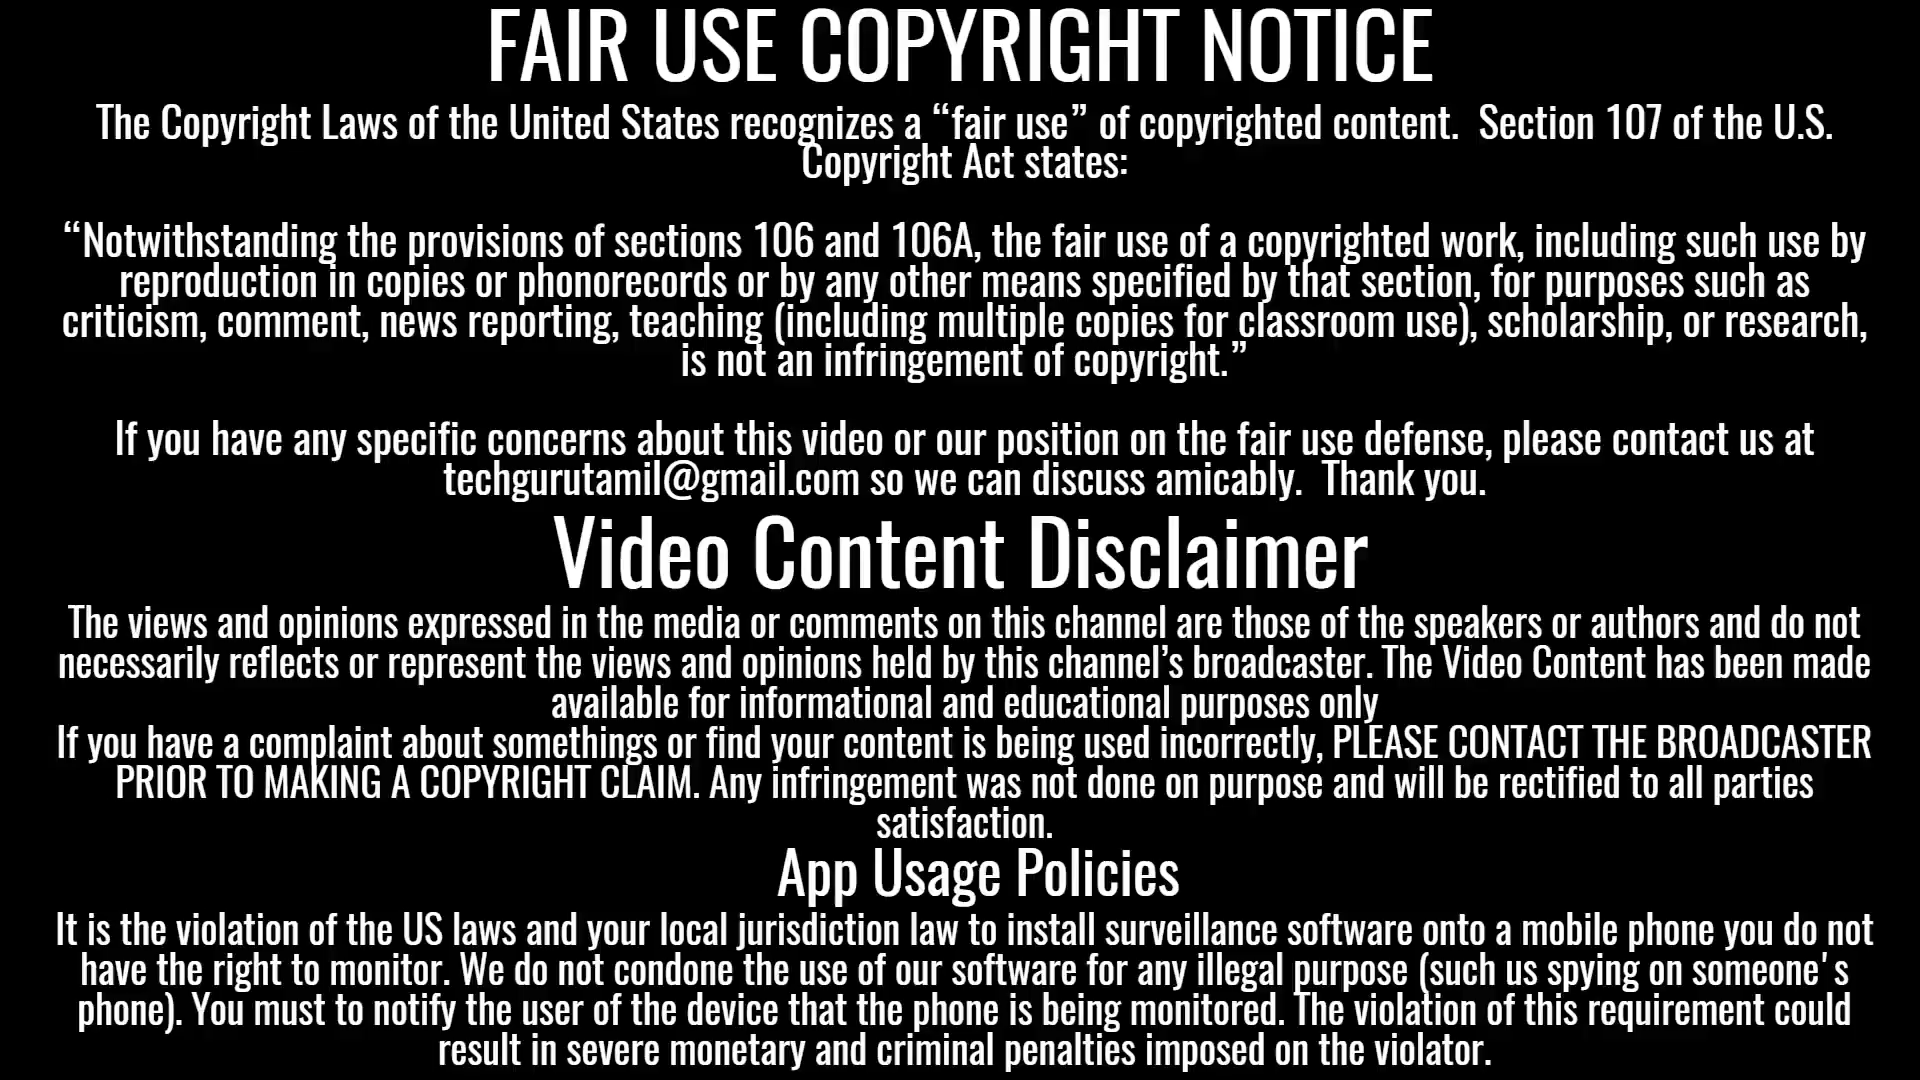 FAIR USE COPYRIGHT NOTICE
The Copyright Laws of the United States recognizes a “fair use” of copyrighted content.  Section 107 of the U.S.
Copyright Act states:
“Notwithstanding the provisions of sections 106 and 106A, the fair use of a copyrighted work, including such use by
reproduction in copies or phonorecords or by any other means specified by that section, for purposes such as
criticism, comment, news reporting, teaching (including multiple copies for classroom use), scholarship, or research,
is not an infringement of copyright.”
If you have any specific concerns about this video or our position on the fair use defense, please contact us at
techgurutamil@gmail.com so we can discuss amicably.  Thank you.
Video Content Disclaimer
The views and opinions expressed in the media or comments on this channel are those of the speakers or authors and do not
necessarily reflects or represent the views and opinions held by this channel’s broadcaster. The Video Content has been made
available for informational and educational purposes only
If you have a complaint about somethings or find your content is being used incorrectly, PLEASE CONTACT THE BROADCASTER
PRIOR TO MAKING A COPYRIGHT CLAIM. Any infringement was not done on purpose and will be rectified to all parties
satisfaction.
App Usage Policies
It is the violation of the US laws and your local jurisdiction law to install surveillance software onto a mobile phone you do not
have the right to monitor. We do not condone the use of our software for any illegal purpose (such us spying on someone's
phone). You must to notify the user of the device that the phone is being monitored. The violation of this requirement could
result in severe monetary and criminal penalties imposed on the violator.